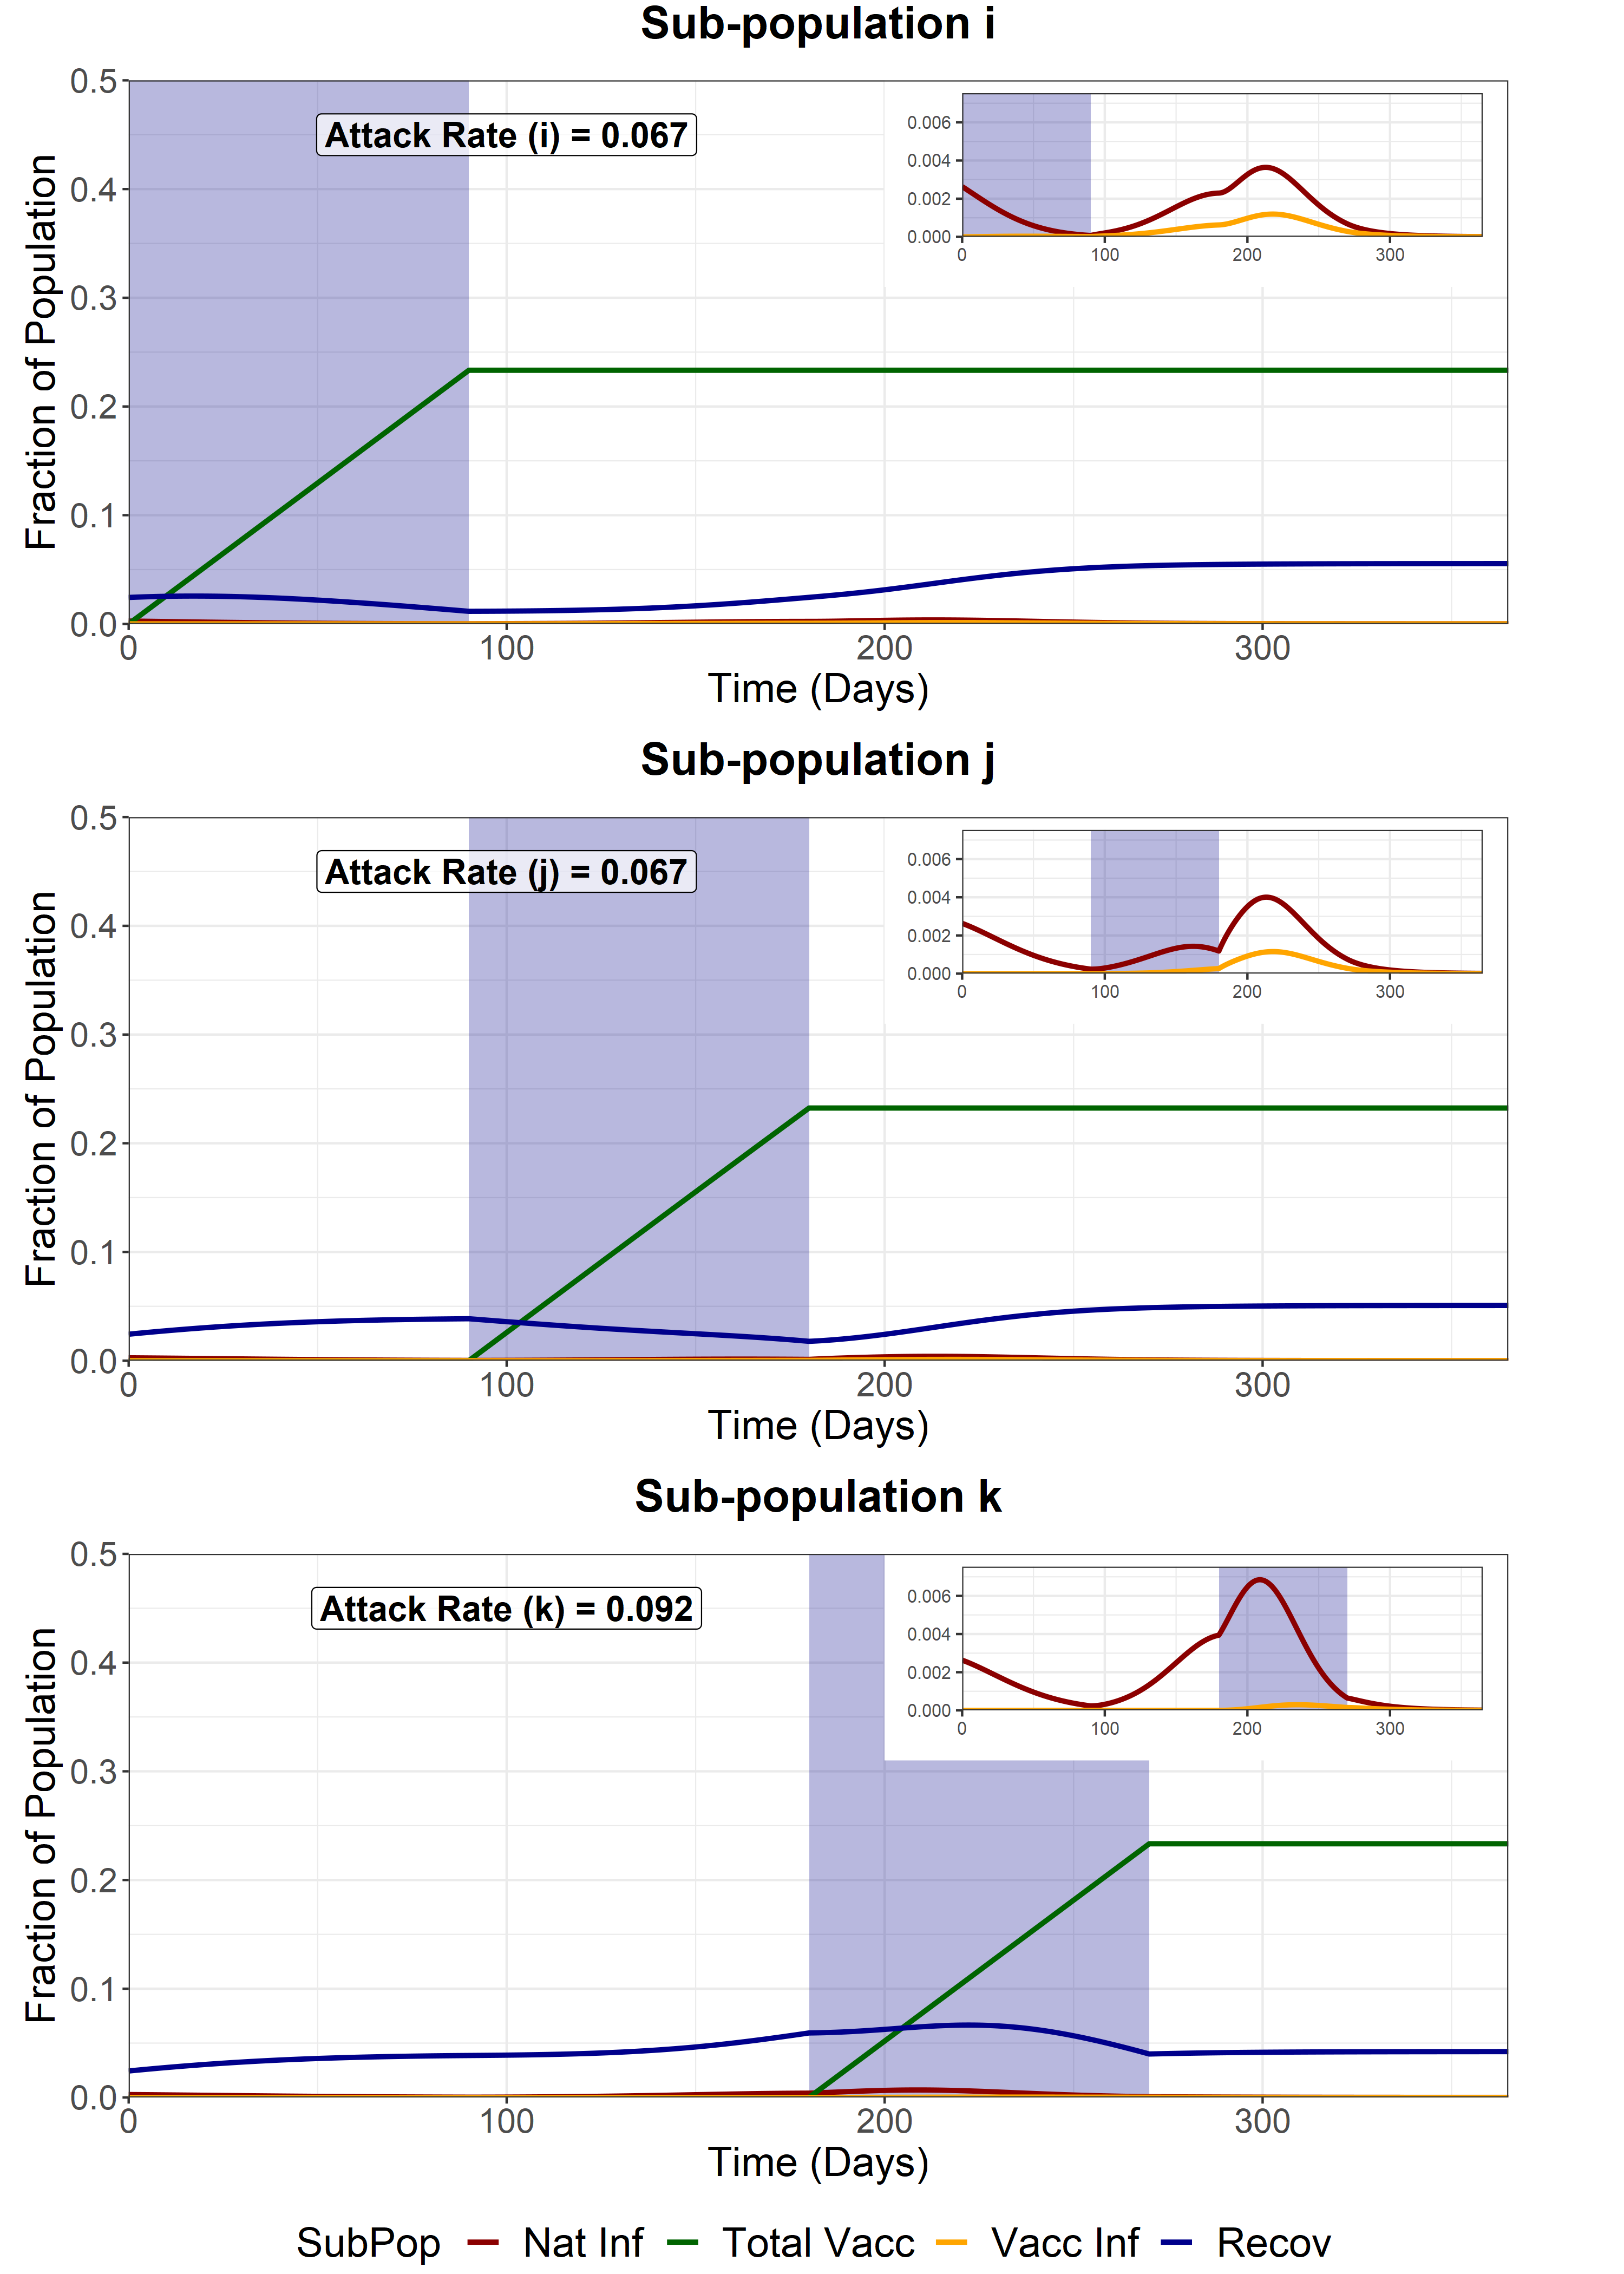 Sub-population i
Fraction of Population
0.5
0.4
0.3
0.2
0.1
0.0
Attack Rate (i) = 0.067
0.006
0.004
0.002
0.000
0 100 200 300
0 100 200 300
Time (Days)
Sub-population j
Fraction of Population
0.5
0.4
0.3
0.2
0.1
0.0
Attack Rate (j) = 0.067
0.006
0.004
0.002
0.000
0 100 200 300
0 100 200 300
Time (Days)
Sub-population k
Fraction of Population
0.5
0.4
0.3
0.2
0.1
0.0
Attack Rate (k) = 0.092
0.006
0.004
0.002
0.000
0 100 200 300
0 100 200 300
Time (Days)
SubPop Nat Inf Total Vacc Vacc Inf Recov